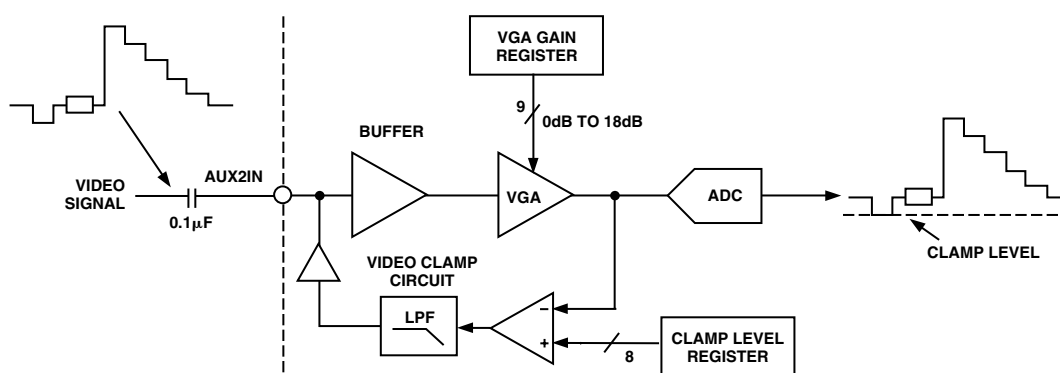 VGA GAIN
REGISTER
9
0dB TO 18dB
BUFFER
AUX2IN
VIDEO
SIGNAL
0.1μF
VGA
ADC
CLAMP LEVEL
VIDEO CLAMP
CIRCUIT
LPF
–
+
8
CLAMP LEVEL
REGISTER